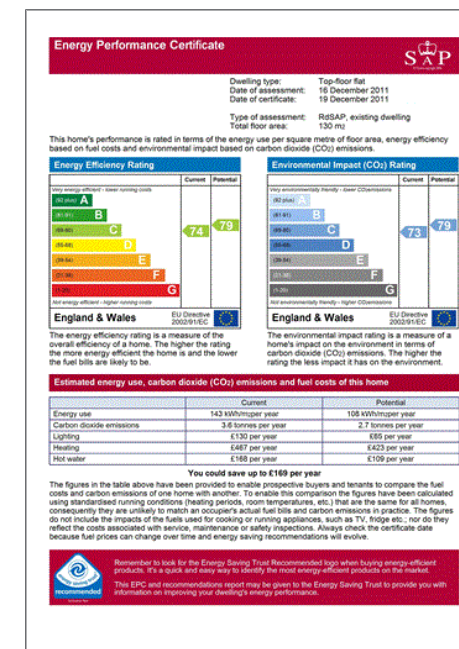 Energy Performance Certificate
SAP
Dwelling type: Top-floor flat
Date of assessment: 16 December 2011
Date of certificate: 19 December 2011
Type of assessment: RdSAP, existing dwelling
Total floor area: 130 m2
This home's performance is rated in terms of the energy use per square metre of floor area, energy efficiency
based on fuel costs and environmental impact based on carbon dioxide (CO2) emissions.
Energy Efficiency Rating
Current Potential
Very energy efficient - lower running costs
(92 plus) A
(81-91) B
(69-80) C
(55-68) D
(39-54) E
(21-38) F
(1-20) G
74 79
Not energy efficient - higher running costs
England & Wales
EU Directive
2002/91/EC
The energy efficiency rating is a measure of the
overall efficiency of a home. The higher the rating
the more energy efficient the home is and the lower
the fuel bills are likely to be.
Environmental Impact (CO2) Rating
Current Potential
Very environmentally friendly - lower CO2 emissions
(92 plus) A
(81-91) B
(69-80) C
(55-68) D
(39-54) E
(21-38) F
(1-20) G
73 79
Not environmentally friendly - higher CO2 emissions
England & Wales
EU Directive
2002/91/EC
The environmental impact rating is a measure of a
home's impact on the environment in terms of
carbon dioxide (CO2) emissions. The higher the
rating the less impact it has on the environment.
Estimated energy use, carbon dioxide (CO2) emissions and fuel costs of this home
Current Potential
Energy use 143 kWh/m2per year 108 kWh/m2per year
Carbon dioxide emissions 3.6 tonnes per year 2.7 tonnes per year
Lighting £130 per year £85 per year
Heating £467 per year £423 per year
Hot water £168 per year £109 per year
You could save up to £169 per year
The figures in the table above have been provided to enable prospective buyers and tenants to compare the fuel
costs and carbon emissions of one home with another. To enable this comparison the figures have been calculated
using standardised running conditions (heating periods, room temperatures, etc.) that are the same for all homes,
consequently they are unlikely to match an occupier's actual fuel bills and carbon emissions in practice. The figures
do not include the impacts of the fuels used for cooking or running appliances, such as TV, fridge etc.; nor do they
reflect the costs associated with service, maintenance or safety inspections. Always check the certificate date
because fuel prices can change over time and energy saving recommendations will evolve.
energy saving trust
recommended
Remember to look for the Energy Saving Trust Recommended logo when buying energy-efficient
products. It's a quick and easy way to identify the most energy-efficient products on the market.
This EPC and recommendations report may be given to the Energy Saving Trust to provide you with
information on improving your dwelling's energy performance.